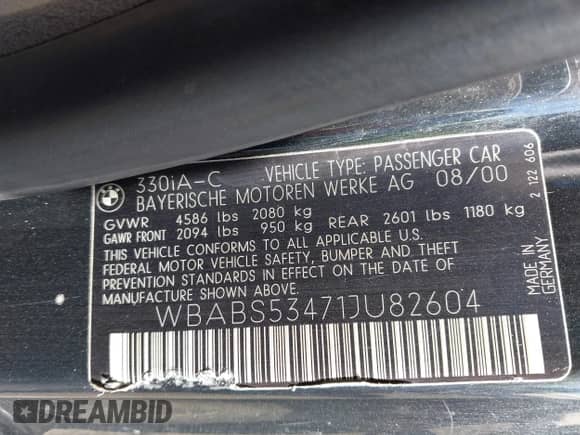 BMW
330iA-C VEHICLE TYPE: PASSENGER CAR
BAYERISCHE MOTOREN WERKE AG 08/00
GVWR 4586 lbs 2080 kg
GAWR FRONT 2094 lbs 950 kg REAR 2601 lbs 1180 kg
THIS VEHICLE CONFORMS TO ALL APPLICABLE U.S.
FEDERAL MOTOR VEHICLE SAFETY, BUMPER AND THEFT
PREVENTION STANDARDS IN EFFECT ON THE DATE OF
MANUFACTURE SHOWN ABOVE.
WBABS53471JU82604
2 122 606
MADE IN
GERMANY
DREAMBID